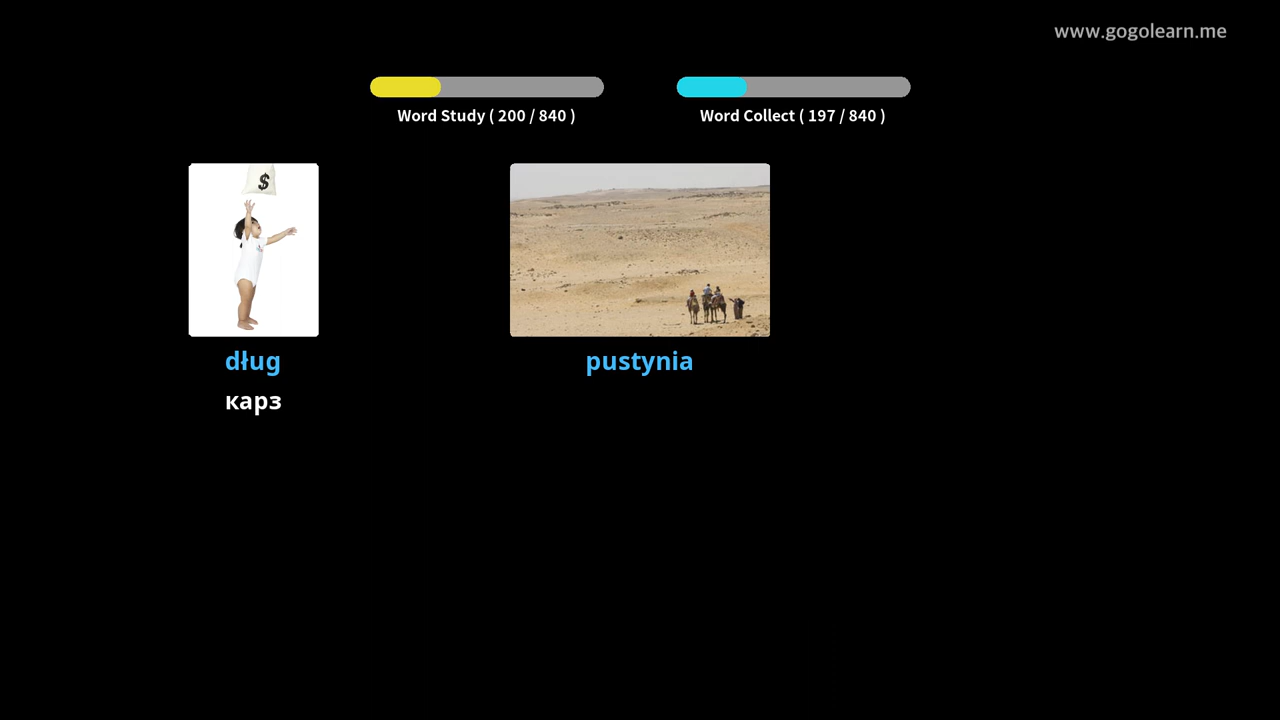 www.gogolearn.me
Word Study ( 200 / 840 )
Word Collect ( 197 / 840 )
$
dług
pustynia
карз